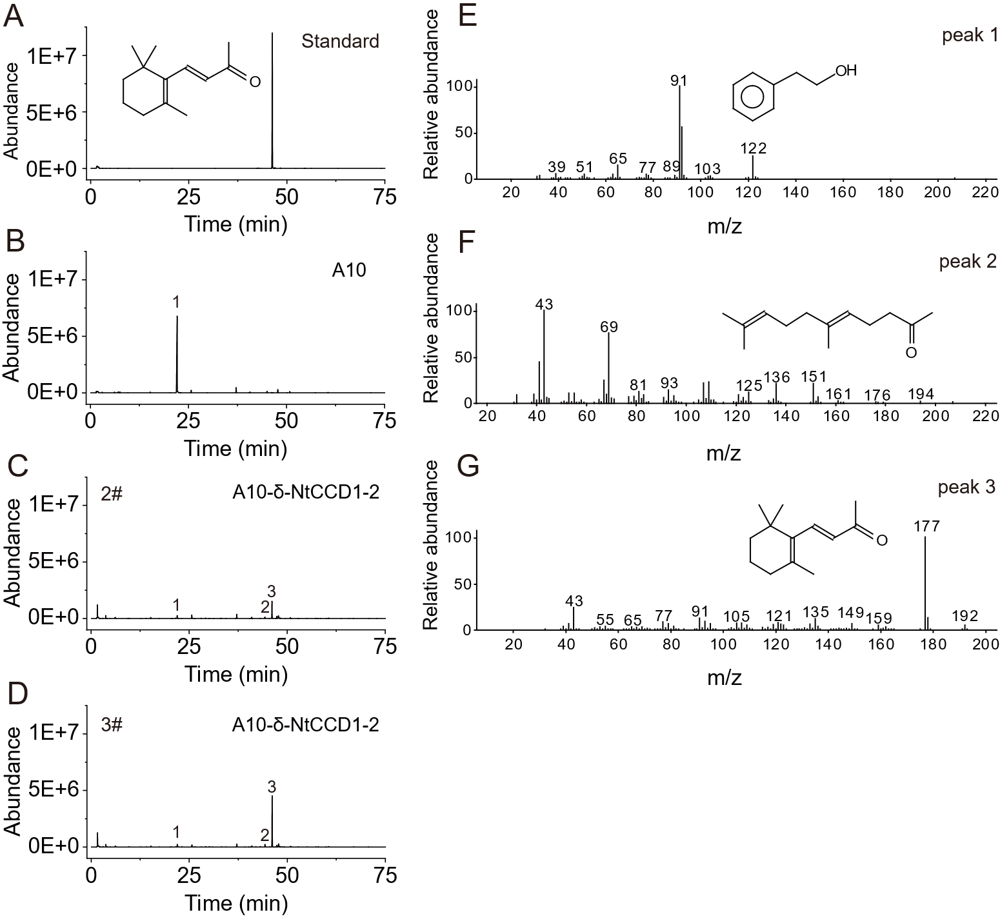 A
Standard
Abundance
1E+7
5E+6
0E+0
O
0 25 50 75
Time (min)
B
A10
Abundance
1E+7
5E+6
0E+0
1
0 25 50 75
Time (min)
C
2# A10-δ-NtCCD1-2
Abundance
1E+7
5E+6
0E+0
1 2 3
0 25 50 75
Time (min)
D
3# A10-δ-NtCCD1-2
Abundance
1E+7
5E+6
0E+0
1 2 3
0 25 50 75
Time (min)
E
peak 1
Relative abundance
100
50
0
OH
39 51 65 77 89 91 103 122
20 40 60 80 100 120 140 160 180 200 220
m/z
F
peak 2
Relative abundance
100
50
0
O
43 69 81 93 125 136 151 161 176 194
20 40 60 80 100 120 140 160 180 200 220
m/z
G
peak 3
Relative abundance
100
50
0
O
43 55 65 77 91 105 121 135 149 159 177 192
20 40 60 80 100 120 140 160 180 200
m/z